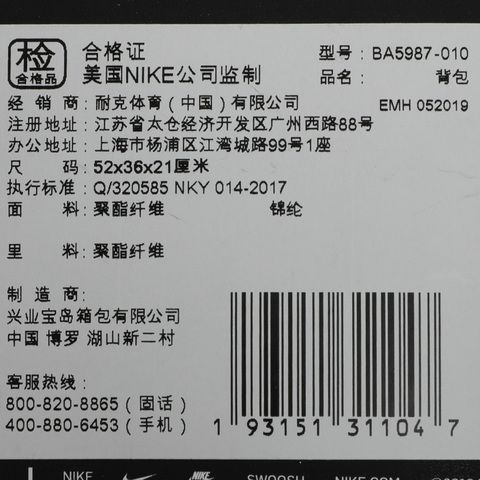 检
合格品
合格证
美国NIKE公司监制
型号: BA5987-010
品名: 背包
经销商: 耐克体育(中国)有限公司 EMH 052019
注册地址: 江苏省太仓经济开发区广州西路88号
办公地址: 上海市杨浦区江湾城路99号1座
尺码: 52x36x21厘米
执行标准: Q/320585 NKY 014-2017
面料: 聚酯纤维 锦纶
里料: 聚酯纤维
制造商:
兴业宝岛箱包有限公司
中国 博罗 湖山新二村
客服热线:
800-820-8865(固话)
400-880-6453(手机)
1 93151 31104 7
NIKE
NIKE
SWOOSH
NIKE.COM